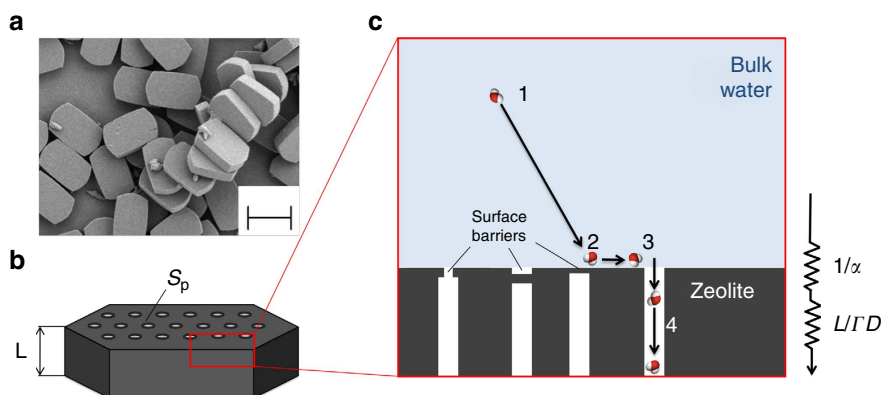 a
b
L
Sp
c
Bulk
water
1
Surface
barriers
2
3
4
Zeolite
1/α
L/ΓD